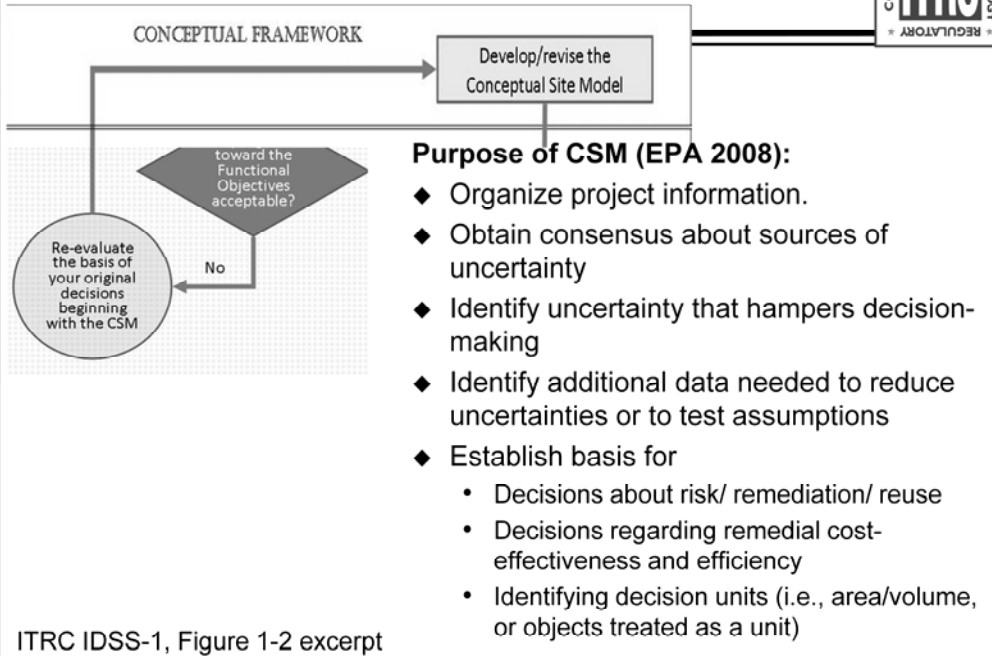 CONCEPTUAL FRAMEWORK
Develop/revise the
Conceptual Site Model
toward the
Functional
Objectives
acceptable?
No
Re-evaluate
the basis of
your original
decisions
beginning
with the CSM
Purpose of CSM (EPA 2008):
◆ Organize project information.
◆ Obtain consensus about sources of
uncertainty
◆ Identify uncertainty that hampers decision-
making
◆ Identify additional data needed to reduce
uncertainties or to test assumptions
◆ Establish basis for
• Decisions about risk/ remediation/ reuse
• Decisions regarding remedial cost-
effectiveness and efficiency
• Identifying decision units (i.e., area/volume,
or objects treated as a unit)
ITRC IDSS-1, Figure 1-2 excerpt
ITRC
REGULATORY